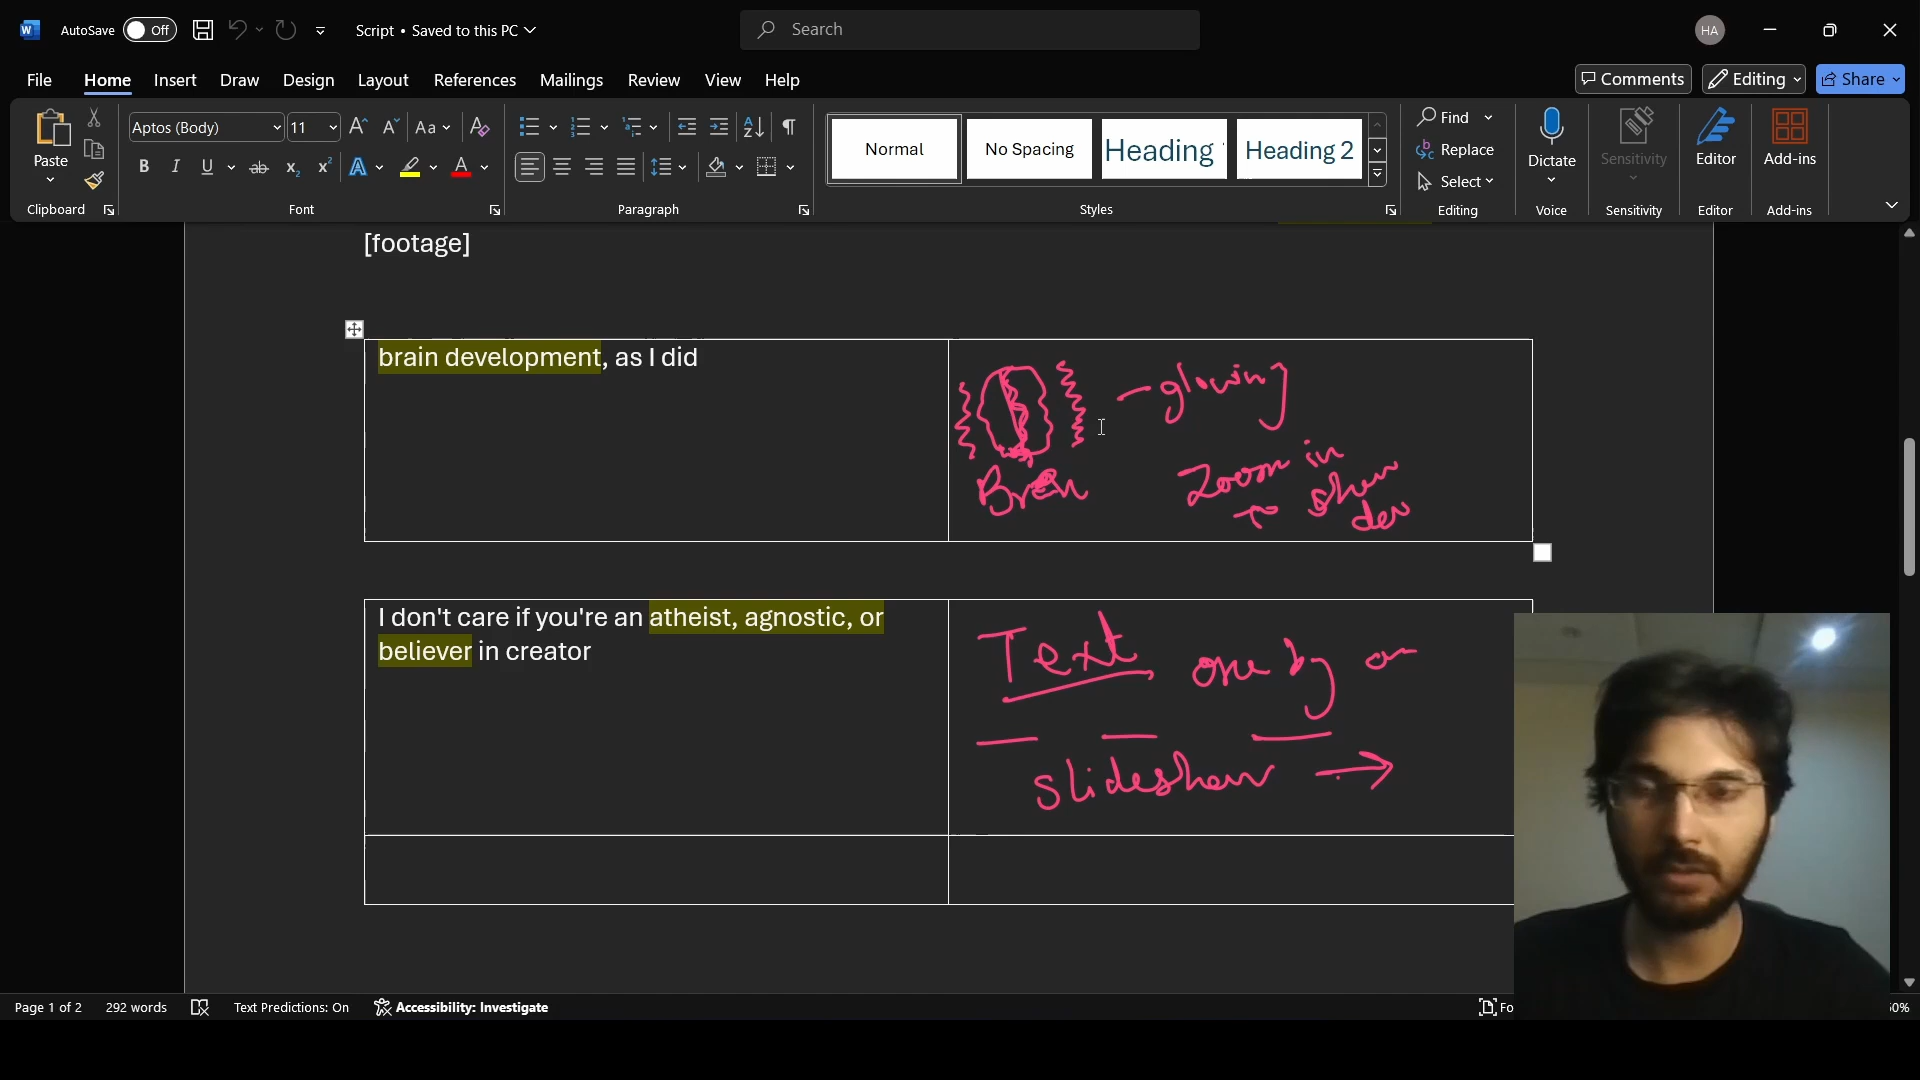 AutoSave Off Script • Saved to this PC Search HA
File Home Insert Draw Design Layout References Mailings Review View Help Comments Editing Share
Paste Aptos (Body) 11 Aa Normal No Spacing Heading Heading 2 Find Replace Select Dictate Sensitivity Editor Add-ins
Clipboard Font Paragraph Styles Editing Voice Sensitivity Editor Add-ins
[footage]
brain development, as I did
- glowing
Zoom in
to show
dev
I don't care if you're an atheist, agnostic, or
believer in creator
Text one by
slideshow →
Page 1 of 2 292 words Text Predictions: On Accessibility: Investigate Fo